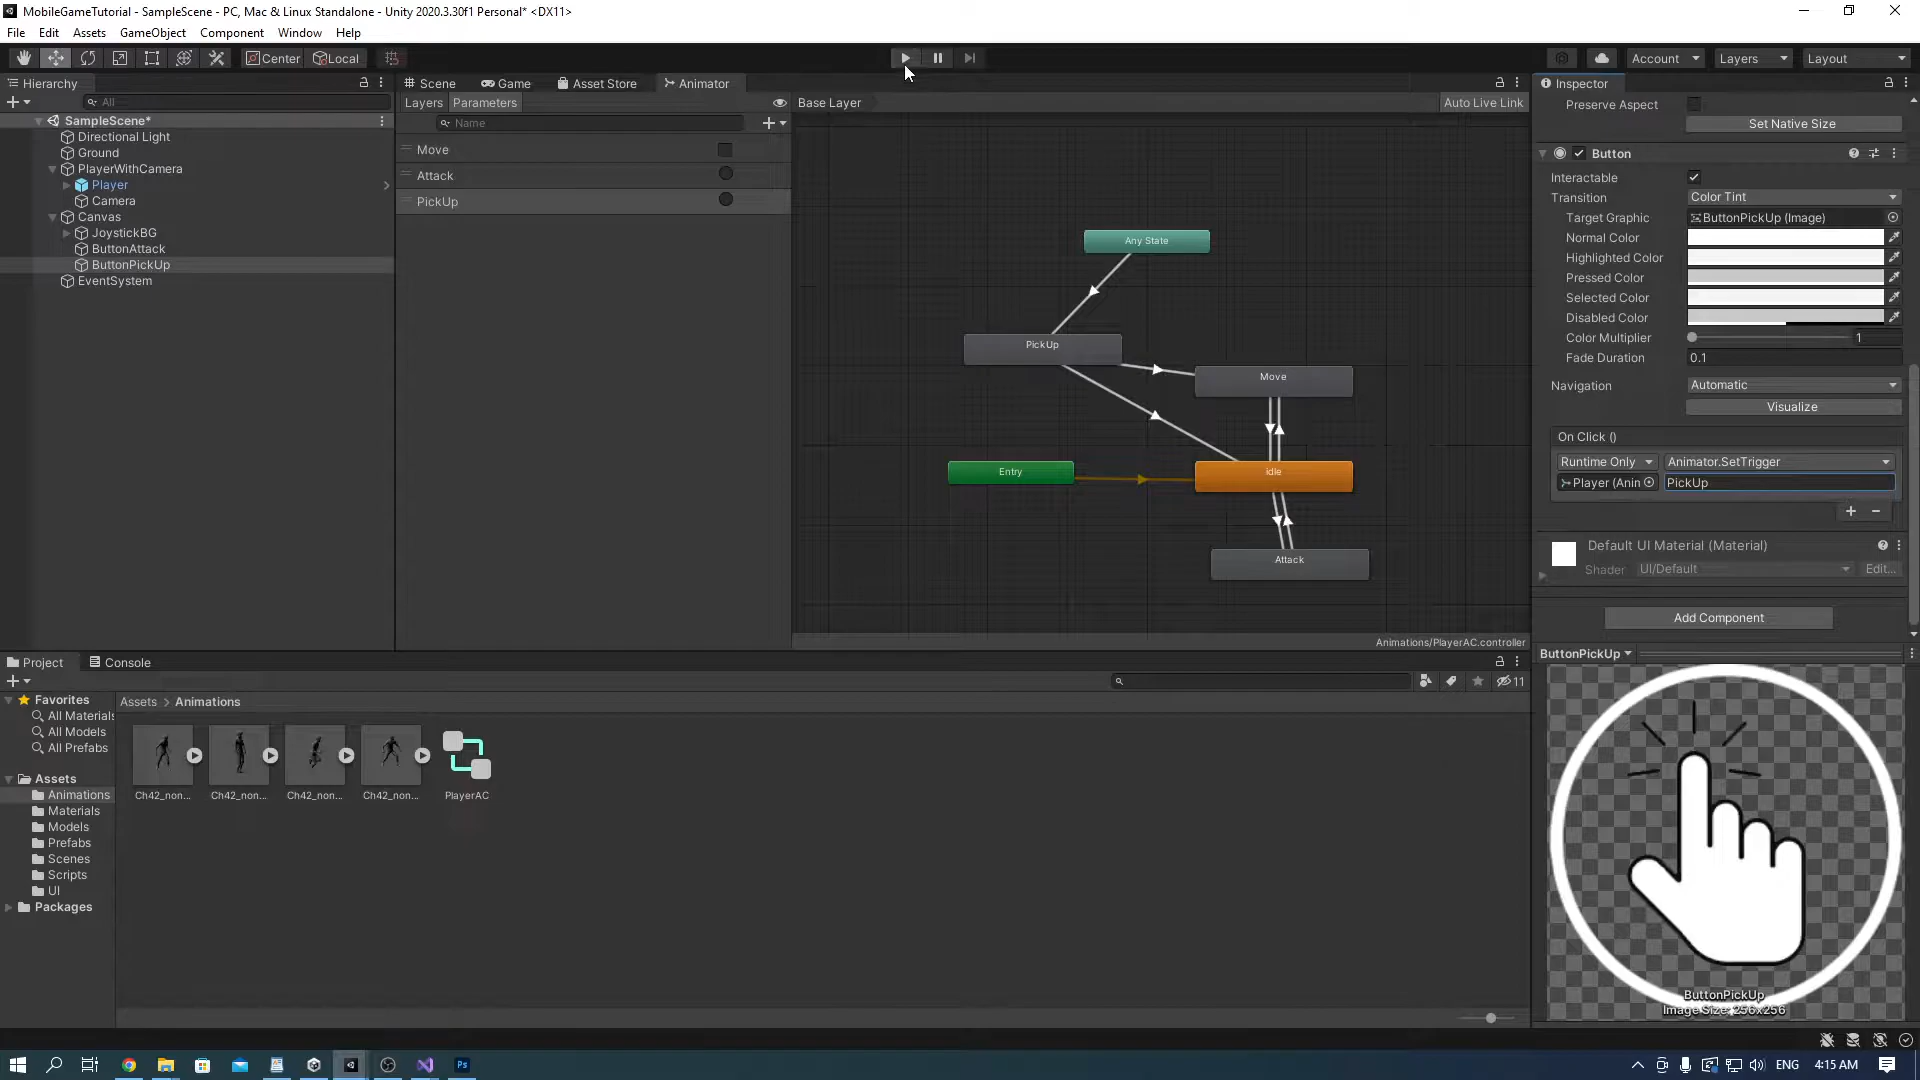 MobileGameTutorial - SampleScene - PC, Mac & Linux Standalone - Unity 2020.3.30f1 Personal* <DX11>
File Edit Assets GameObject Component Window Help
Center Local Account Layers Layout
Hierarchy
All
SampleScene*
Directional Light
Ground
PlayerWithCamera
Player
Camera
Canvas
JoystickBG
ButtonAttack
ButtonPickUp
EventSystem
Scene Game Asset Store Animator
Layers Parameters
Name
Move
Attack
PickUp
Base Layer Auto Live Link
Any State
PickUp
Move
Entry
idle
Attack
Animations/PlayerAC.controller
Inspector
Preserve Aspect
Set Native Size
Button
Interactable
Transition Color Tint
Target Graphic ButtonPickUp (Image)
Normal Color
Highlighted Color
Pressed Color
Selected Color
Disabled Color
Color Multiplier 1
Fade Duration 0.1
Navigation Automatic
Visualize
On Click ()
Runtime Only Animator.SetTrigger
Player (Anin PickUp
Default UI Material (Material)
Shader UI/Default Edit...
Add Component
ButtonPickUp
ButtonPickUp
Image Size: 256x256
Project Console
11
Favorites
All Materials
All Models
All Prefabs
Assets
Animations
Materials
Models
Prefabs
Scenes
Scripts
UI
Packages
Assets > Animations
Ch42_non... Ch42_non... Ch42_non... Ch42_non... PlayerAC
Ps
ENG 4:15 AM